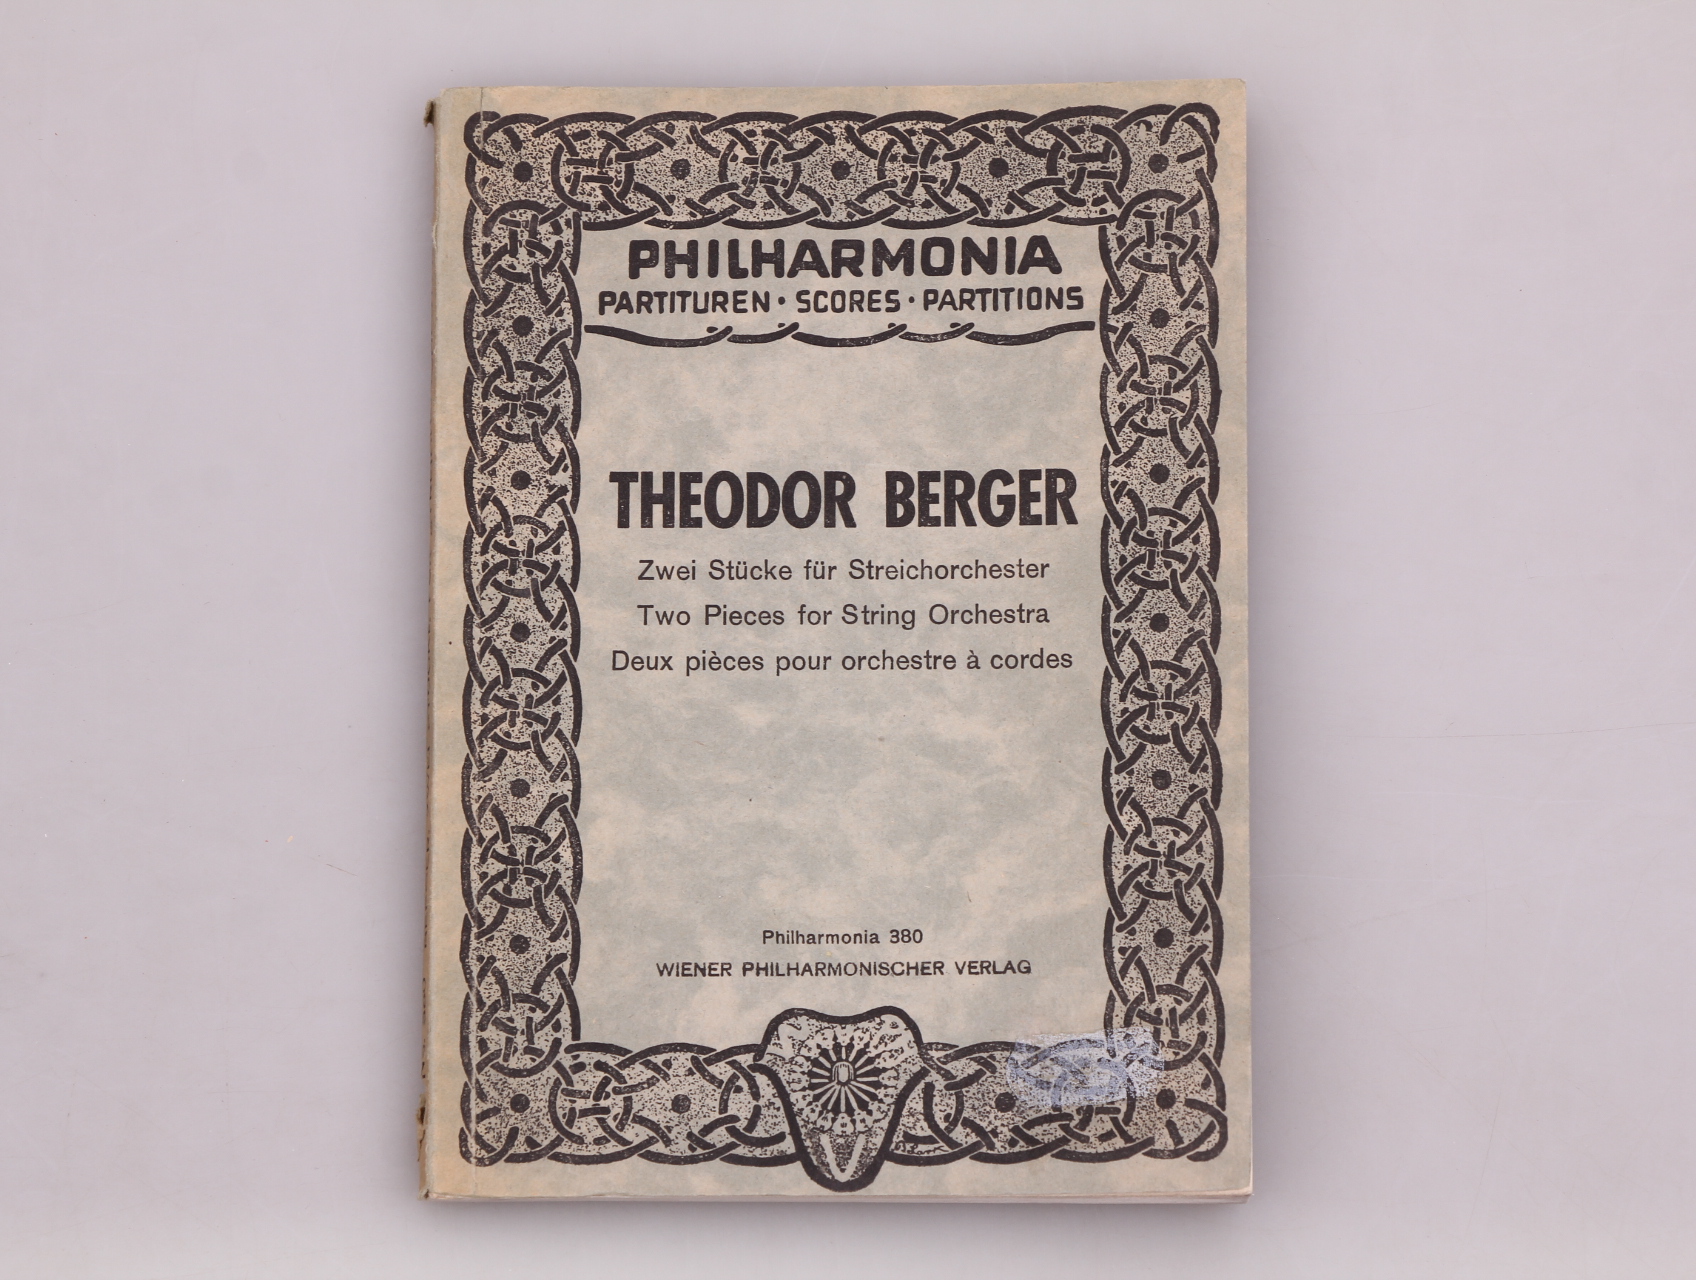 PHILHARMONIA
PARTITUREN · SCORES · PARTITIONS
THEODOR BERGER
Zwei Stücke für Streichorchester
Two Pieces for String Orchestra
Deux pièces pour orchestre à cordes
Philharmonia 380
WIENER PHILHARMONISCHER VERLAG